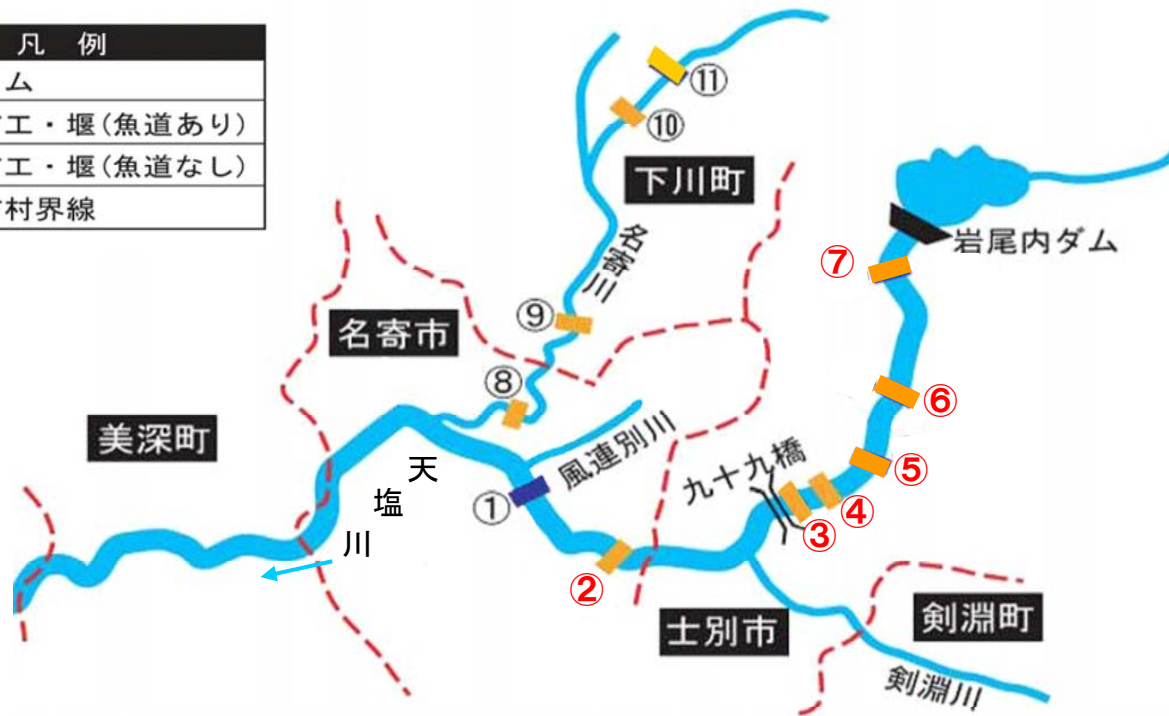 凡 例
ム
工・堰(魚道あり)
工・堰(魚道なし)
村界線
⑪
⑩
下川町
名寄川
岩尾内ダム
⑦
⑨
名寄市
⑧
⑥
美深町
風連別川
九十九橋
⑤
天塩川
①
④
③
②
士別市
剣淵町
剣淵川